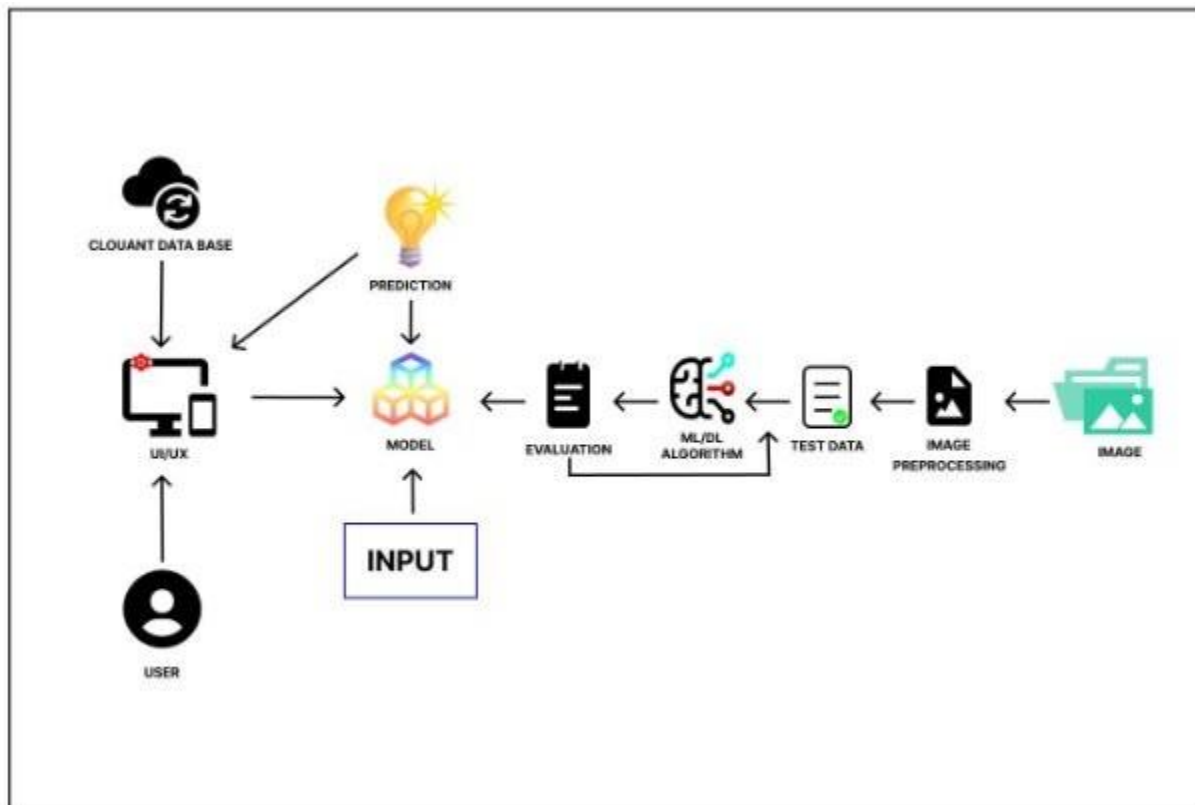 CLOUANT DATA BASE
PREDICTION
UI/UX
MODEL
EVALUATION
ML/DL
ALGORITHM
TEST DATA
IMAGE
PREPROCESSING
IMAGE
INPUT
USER